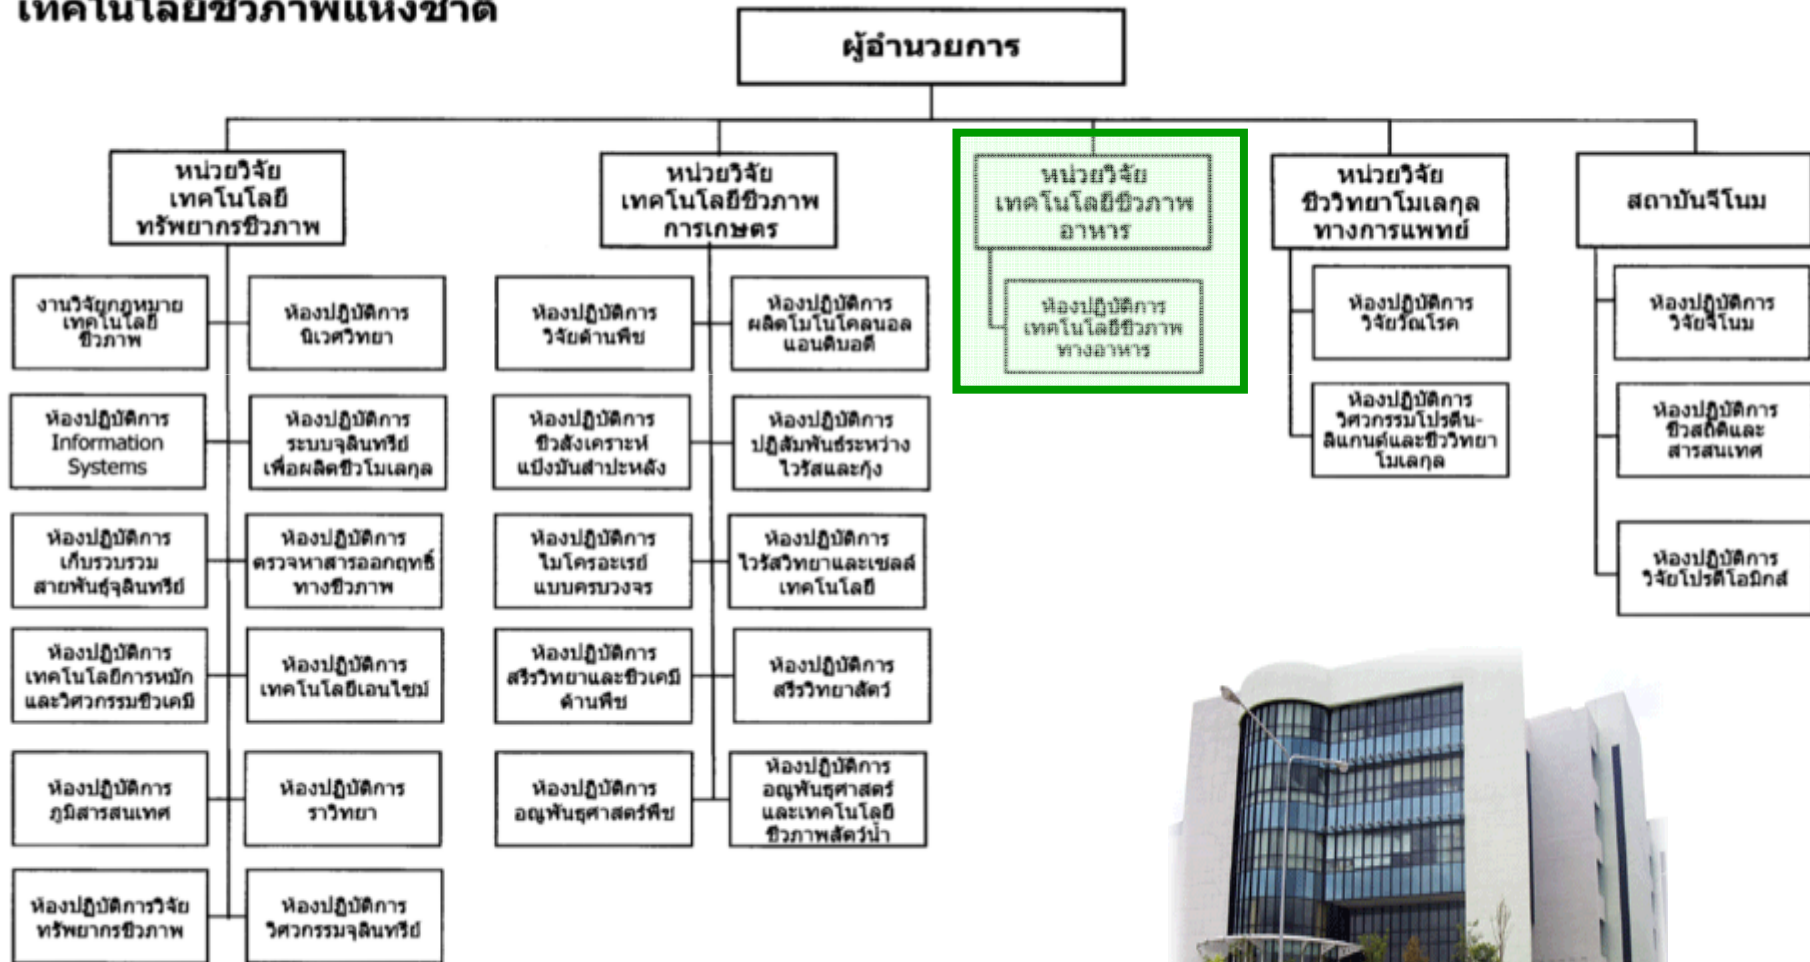 เทคโนโลยีชีวภาพแห่งชาติ
ผู้อำนวยการ
หน่วยวิจัย
เทคโนโลยี
ทรัพยากรชีวภาพ
หน่วยวิจัย
เทคโนโลยีชีวภาพ
การเกษตร
หน่วยวิจัย
เทคโนโลยีชีวภาพ
อาหาร
หน่วยวิจัย
ชีววิทยาโมเลกุล
ทางการแพทย์
สถาบันจีโนม
งานวิจัยกฎหมาย
เทคโนโลยี
ชีวภาพ
ห้องปฏิบัติการ
นิเวศวิทยา
ห้องปฏิบัติการ
Information
Systems
ห้องปฏิบัติการ
ระบบจุลินทรีย์
เพื่อผลิตชีวโมเลกุล
ห้องปฏิบัติการ
เก็บรวบรวม
สายพันธุ์จุลินทรีย์
ห้องปฏิบัติการ
ตรวจหาสารออกฤทธิ์
ทางชีวภาพ
ห้องปฏิบัติการ
เทคโนโลยีการหมัก
และวิศวกรรมชีวเคมี
ห้องปฏิบัติการ
เทคโนโลยีเอนไซม์
ห้องปฏิบัติการ
ภูมิสารสนเทศ
ห้องปฏิบัติการ
ราวิทยา
ห้องปฏิบัติการวิจัย
ทรัพยากรชีวภาพ
ห้องปฏิบัติการ
วิศวกรรมจุลินทรีย์
ห้องปฏิบัติการ
วิจัยด้านพืช
ห้องปฏิบัติการ
ผลิตโมโนโคลนอล
แอนติบอดี
ห้องปฏิบัติการ
ชีวสังเคราะห์
แป้งมันสำปะหลัง
ห้องปฏิบัติการ
ปฏิสัมพันธ์ระหว่าง
ไวรัสและกุ้ง
ห้องปฏิบัติการ
ไมโครอะเรย์
แบบครบวงจร
ห้องปฏิบัติการ
ไวรัสวิทยาและเซลล์
เทคโนโลยี
ห้องปฏิบัติการ
สรีรวิทยาและชีวเคมี
ด้านพืช
ห้องปฏิบัติการ
สรีรวิทยาสัตว์
ห้องปฏิบัติการ
อณูพันธุศาสตร์พืช
ห้องปฏิบัติการ
อณูพันธุศาสตร์
และเทคโนโลยี
ชีวภาพสัตว์น้ำ
ห้องปฏิบัติการ
เทคโนโลยีชีวภาพ
ทางอาหาร
ห้องปฏิบัติการ
วิจัยวัณโรค
ห้องปฏิบัติการ
วิศวกรรมโปรตีน-
ลิแกนด์และชีววิทยา
โมเลกุล
ห้องปฏิบัติการ
วิจัยจีโนม
ห้องปฏิบัติการ
ชีวสถิติและ
สารสนเทศ
ห้องปฏิบัติการ
วิจัยโปรตีโอมิกส์